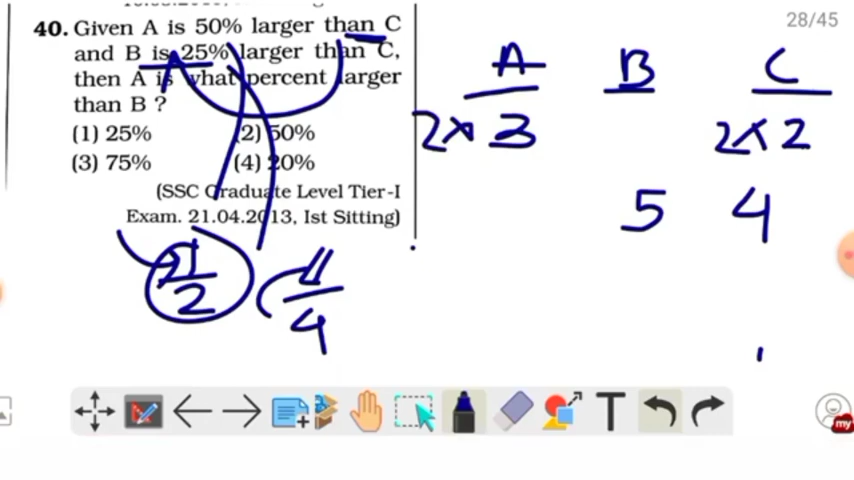 28/45
40. Given A is 50% larger than C
and B is 25% larger than C,
then A is what percent larger
than B ?
(1) 25% (2) 50%
(3) 75% (4) 20%
(SSC Graduate Level Tier-I
Exam. 21.04.2013, Ist Sitting)
A B C
2 × 3 2 × 2
5 4
1/2 1/4
T
my